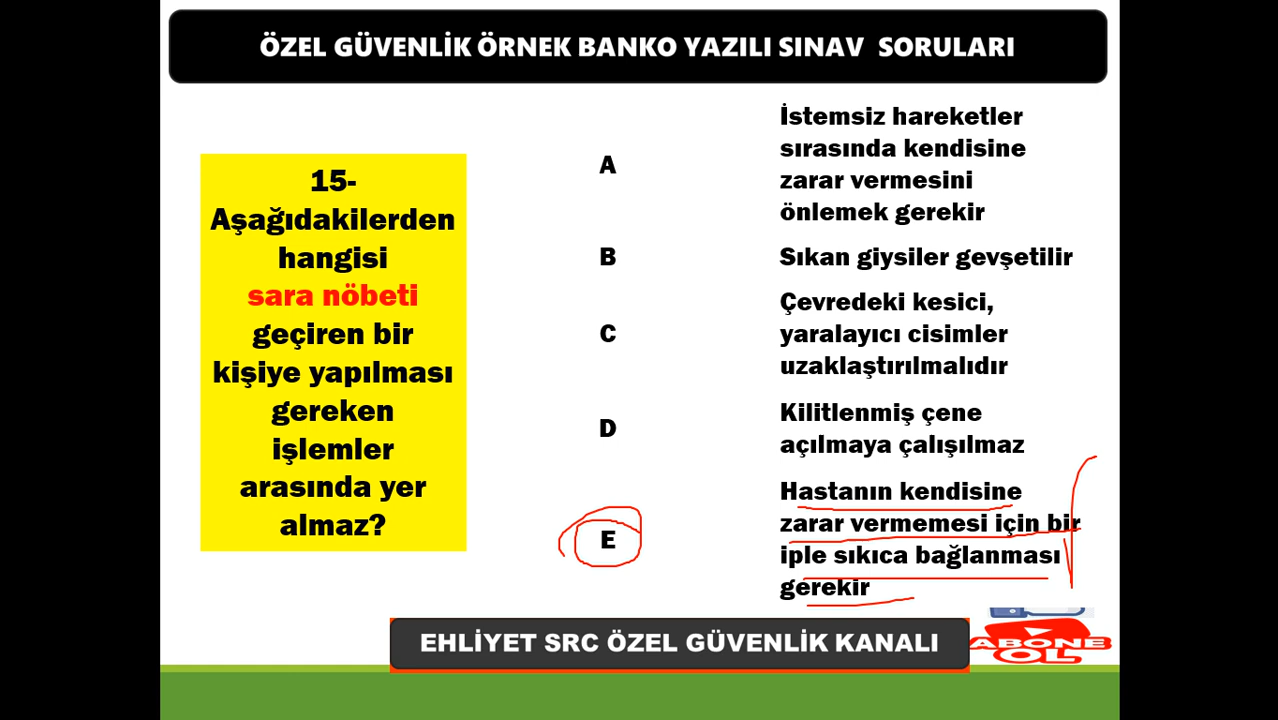 ÖZEL GÜVENLİK ÖRNEK BANKO YAZILI SINAV SORULARI
15-
Aşağıdakilerden
hangisi
sara nöbeti
geçiren bir
kişiye yapılması
gereken
işlemler
arasında yer
almaz?
A
İstemsiz hareketler
sırasında kendisine
zarar vermesini
önlemek gerekir
B
Sıkan giysiler gevşetilir
C
Çevredeki kesici,
yaralayıcı cisimler
uzaklaştırılmalıdır
D
Kilitlenmiş çene
açılmaya çalışılmaz
E
Hastanın kendisine
zarar vermemesi için bir
iple sıkıca bağlanması
gerekir
EHLİYET SRC ÖZEL GÜVENLİK KANALI
ABONE
OL